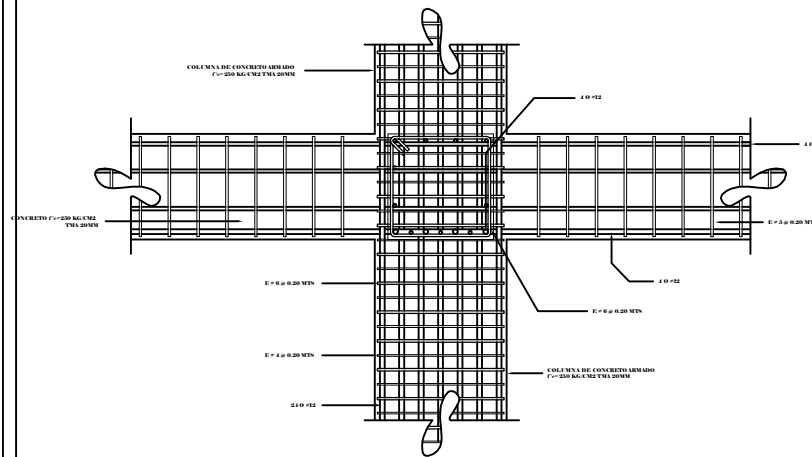 COLUMNA DE CONCRETO ARMADO
f'c=250 KG/CM2 TMA 20MM
4 O #12
4 O
CONCRETO f'c=250 KG/CM2
TMA 20MM
E # 5 @ 0.20 MT
4 O #12
E # 6 @ 0.20 MTS
E # 6 @ 0.20 MTS
E # 4 @ 0.20 MTS
COLUMNA DE CONCRETO ARMADO
f'c=250 KG/CM2 TMA 20MM
24 O #12